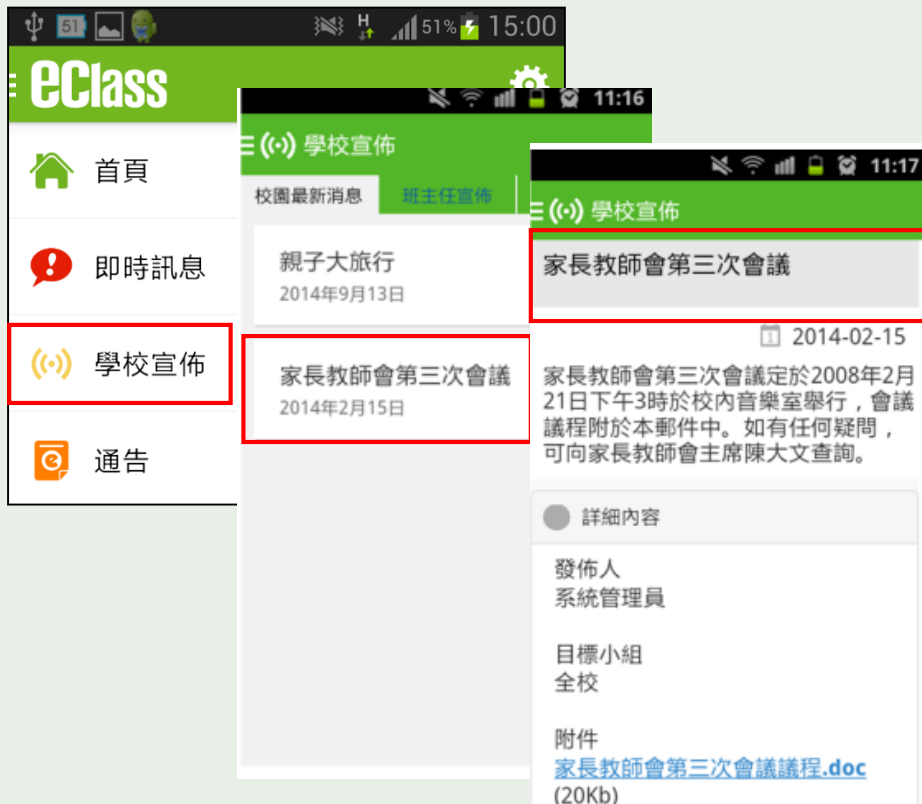 51
51%
15:00
eClass
首頁
即時訊息
學校宣佈
通告
11:16
學校宣佈
校園最新消息
班主任宣佈
親子大旅行
2014年9月13日
家長教師會第三次會議
2014年2月15日
11:17
學校宣佈
家長教師會第三次會議
1 2014-02-15
家長教師會第三次會議定於2008年2月
21日下午3時於校內音樂室舉行，會議
議程附於本郵件中。如有任何疑問，
可向家長教師會主席陳大文查詢。
詳細內容
發佈人
系統管理員
目標小組
全校
附件
家長教師會第三次會議議程.doc
(20Kb)